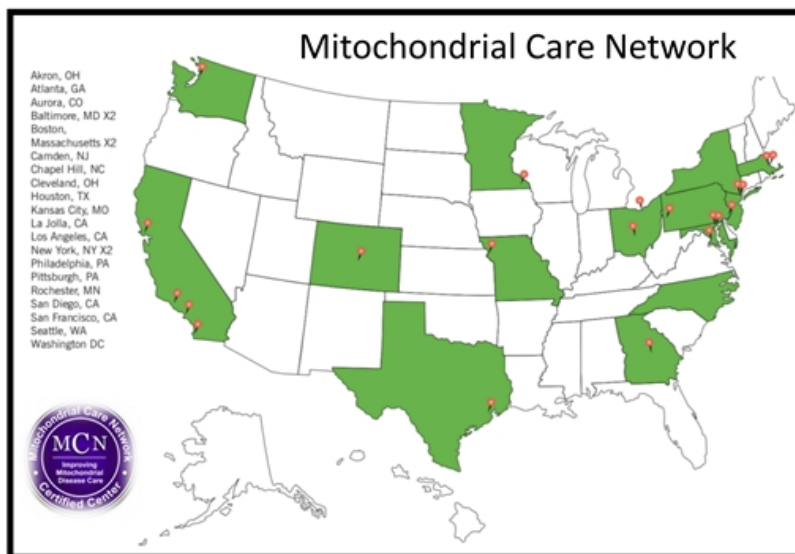 Mitochondrial Care Network
Akron, OH
Atlanta, GA
Aurora, CO
Baltimore, MD X2
Boston,
Massachusetts X2
Camden, NJ
Chapel Hill, NC
Cleveland, OH
Houston, TX
Kansas City, MO
La Jolla, CA
Los Angeles, CA
New York, NY X2
Philadelphia, PA
Pittsburgh, PA
Rochester, MN
San Diego, CA
San Francisco, CA
Seattle, WA
Washington DC
Mitochondrial Care Network
MCN
Improving
Mitochondrial
Disease Care
Certified Center